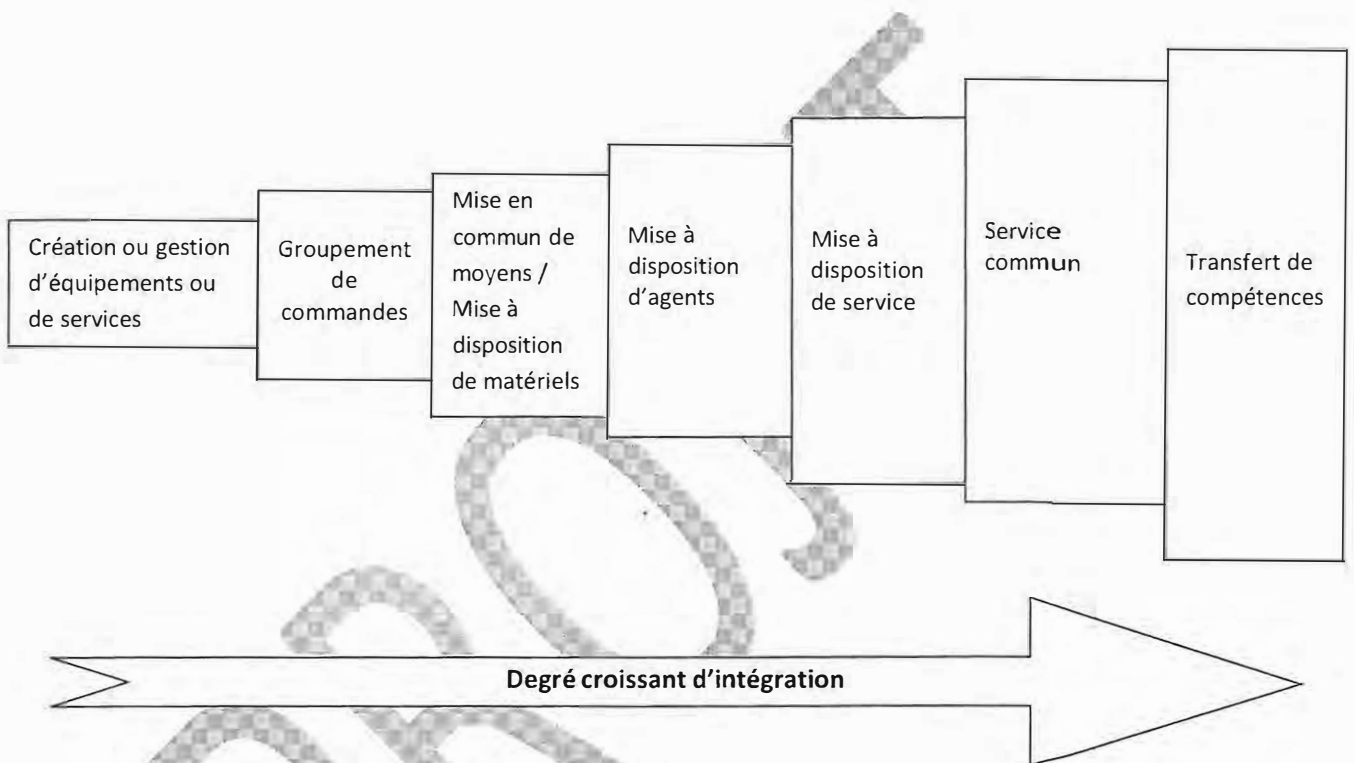 Création ou gestion
d'équipements ou
de services
Groupement
de
commandes
Mise en
commun de
moyens /
Mise à
disposition
de matériels
Mise à
disposition
d'agents
Mise à
disposition
de service
Service
commun
Transfert de
compétences
Degré croissant d'intégration